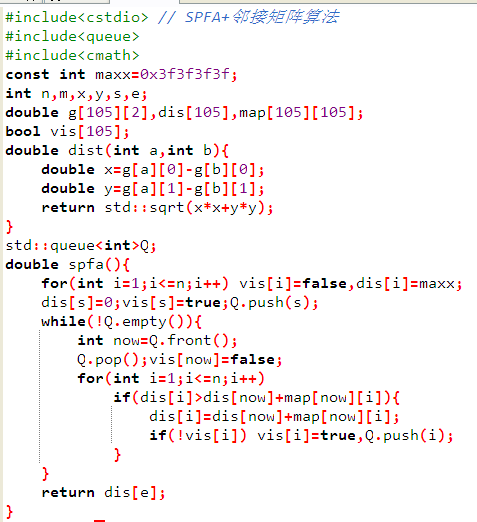 #include<cstdio> // SPFA+邻接矩阵算法
#include<queue>
#include<cmath>
const int maxx=0x3f3f3f3f;
int n,m,x,y,s,e;
double g[105][2],dis[105],map[105][105];
bool vis[105];
double dist(int a,int b){
    double x=g[a][0]-g[b][0];
    double y=g[a][1]-g[b][1];
    return std::sqrt(x*x+y*y);
}
std::queue<int>Q;
double spfa(){
    for(int i=1;i<=n;i++) vis[i]=false,dis[i]=maxx;
    dis[s]=0;vis[s]=true;Q.push(s);
    while(!Q.empty()){
        int now=Q.front();
        Q.pop();vis[now]=false;
        for(int i=1;i<=n;i++)
            if(dis[i]>dis[now]+map[now][i]){
                dis[i]=dis[now]+map[now][i];
                if(!vis[i]) vis[i]=true,Q.push(i);
            }
    }
    return dis[e];
}